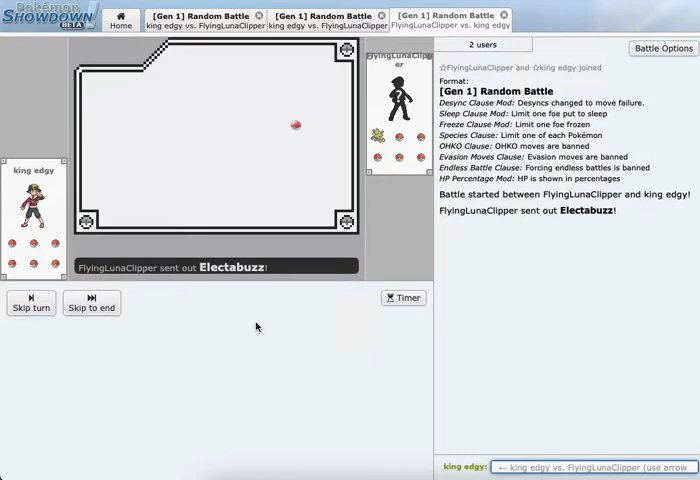 Pokémon
SHOWDOWN
BETA
Home
[Gen 1] Random Battle
king edgy vs. FlyingLunaClipper
[Gen 1] Random Battle
king edgy vs. FlyingLunaClipper
[Gen 1] Random Battle
FlyingLunaClipper vs. king edgy
FlyingLunaClipp
er
king edgy
FlyingLunaClipper sent out Electabuzz!
Skip turn
Skip to end
Timer
2 users
Battle Options
☆FlyingLunaClipper and ☆king edgy joined
Format:
[Gen 1] Random Battle
Desync Clause Mod: Desyncs changed to move failure.
Sleep Clause Mod: Limit one foe put to sleep
Freeze Clause Mod: Limit one foe frozen
Species Clause: Limit one of each Pokémon
OHKO Clause: OHKO moves are banned
Evasion Moves Clause: Evasion moves are banned
Endless Battle Clause: Forcing endless battles is banned
HP Percentage Mod: HP is shown in percentages
Battle started between FlyingLunaClipper and king edgy!
FlyingLunaClipper sent out Electabuzz!
king edgy:
← king edgy vs. FlyingLunaClipper (use arrow